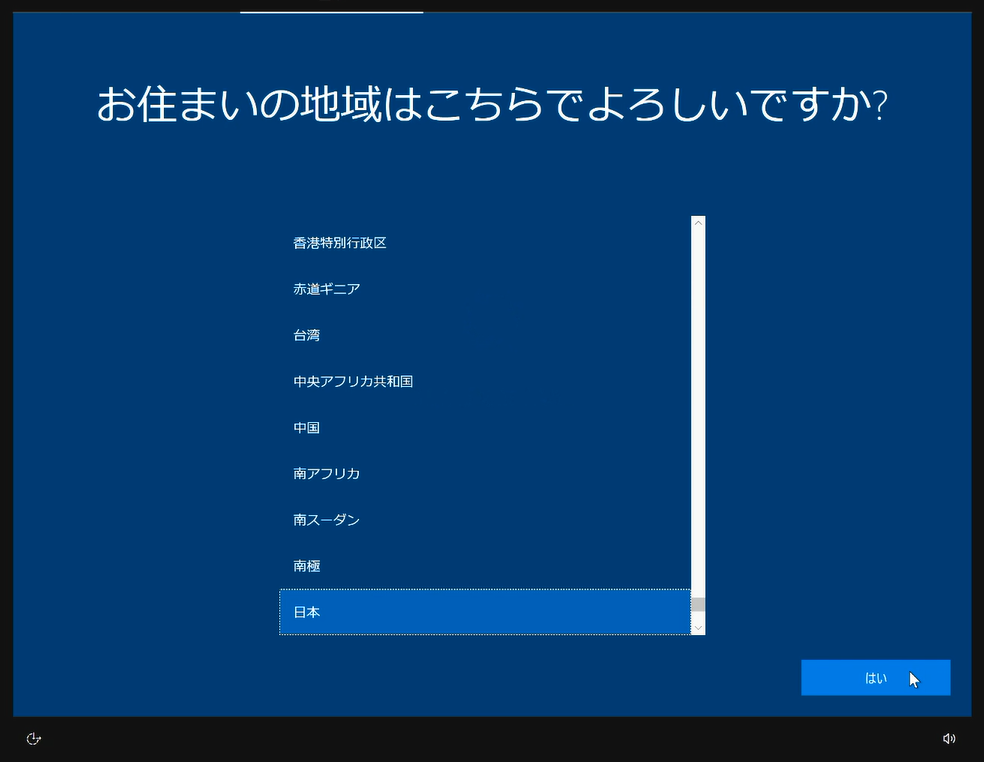 お住まいの地域はこちらでよろしいですか?
香港特別行政区
赤道ギニア
台湾
中央アフリカ共和国
中国
南アフリカ
南スーダン
南極
日本
はい